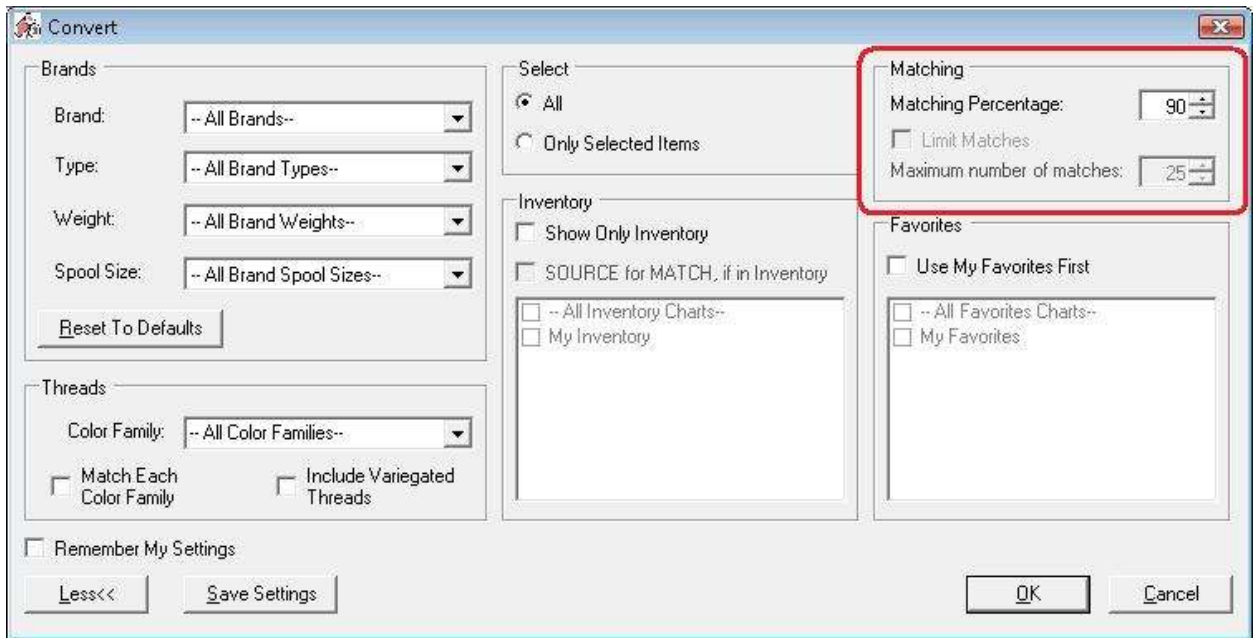 Convert
Brands
Brand:
-- All Brands--
Type:
-- All Brand Types--
Weight:
-- All Brand Weights--
Spool Size:
-- All Brand Spool Sizes--
Reset To Defaults
Threads
Color Family:
-- All Color Families--
Match Each
Color Family
Include Variegated
Threads
Select
All
Only Selected Items
Inventory
Show Only Inventory
SOURCE for MATCH, if in Inventory
-- All Inventory Charts--
My Inventory
Matching
Matching Percentage:
90
Limit Matches
Maximum number of matches:
25
Favorites
Use My Favorites First
-- All Favorites Charts--
My Favorites
Remember My Settings
Less<<
Save Settings
OK
Cancel